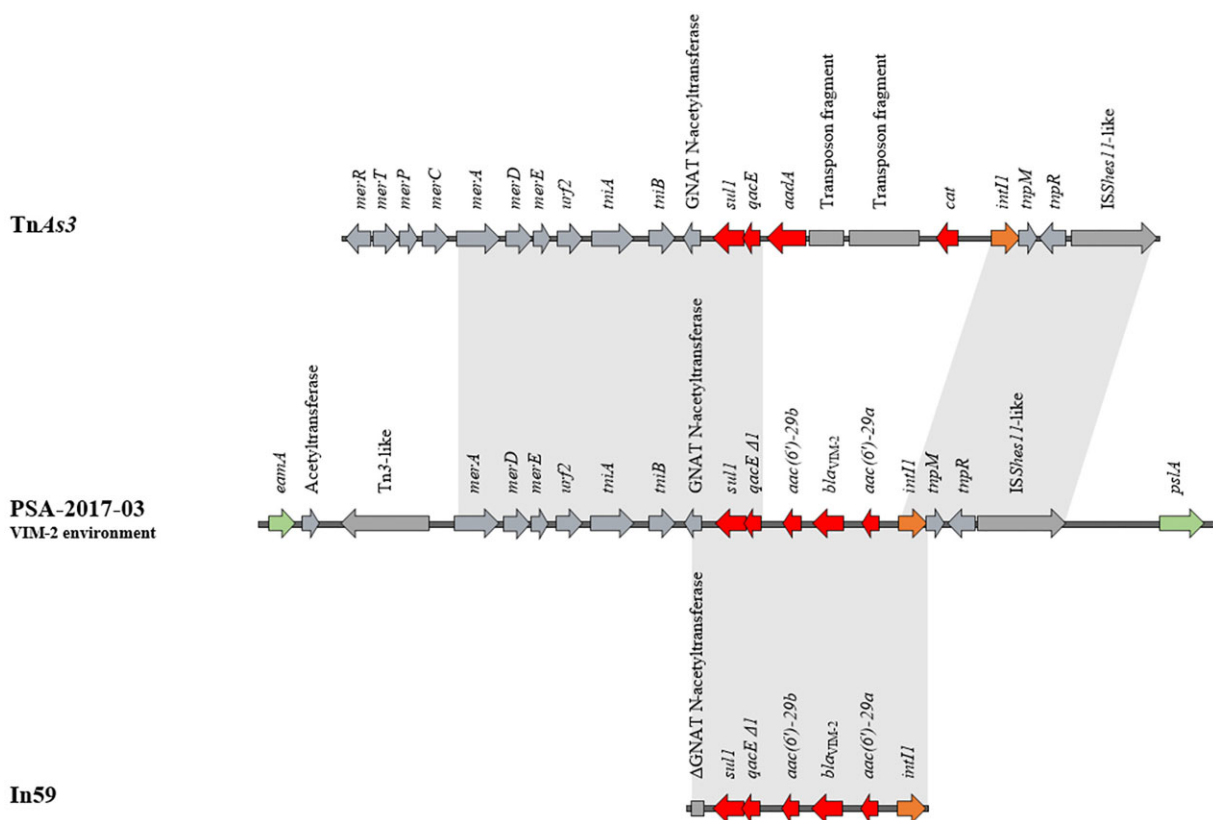 TnAs3
merR
merT
merP
merC
merA
merD
merE
urf2
tniA
tniB
GNAT N-acetyltransferase
sul1
qacE
aadA
Transposon fragment
Transposon fragment
cat
intI1
tnpM
tnpR
ISShes11-like
PSA-2017-03
VIM-2 environment
eamA
Acetyltransferase
Tn3-like
merA
merD
merE
urf2
tniA
tniB
GNAT N-acetyltransferase
sul1
qacE Δ1
aac(6')-29b
blaVIM-2
aac(6')-29a
intI1
tnpM
tnpR
ISShes11-like
pslA
In59
ΔGNAT N-acetyltransferase
sul1
qacE Δ1
aac(6')-29b
blaVIM-2
aac(6')-29a
intI1